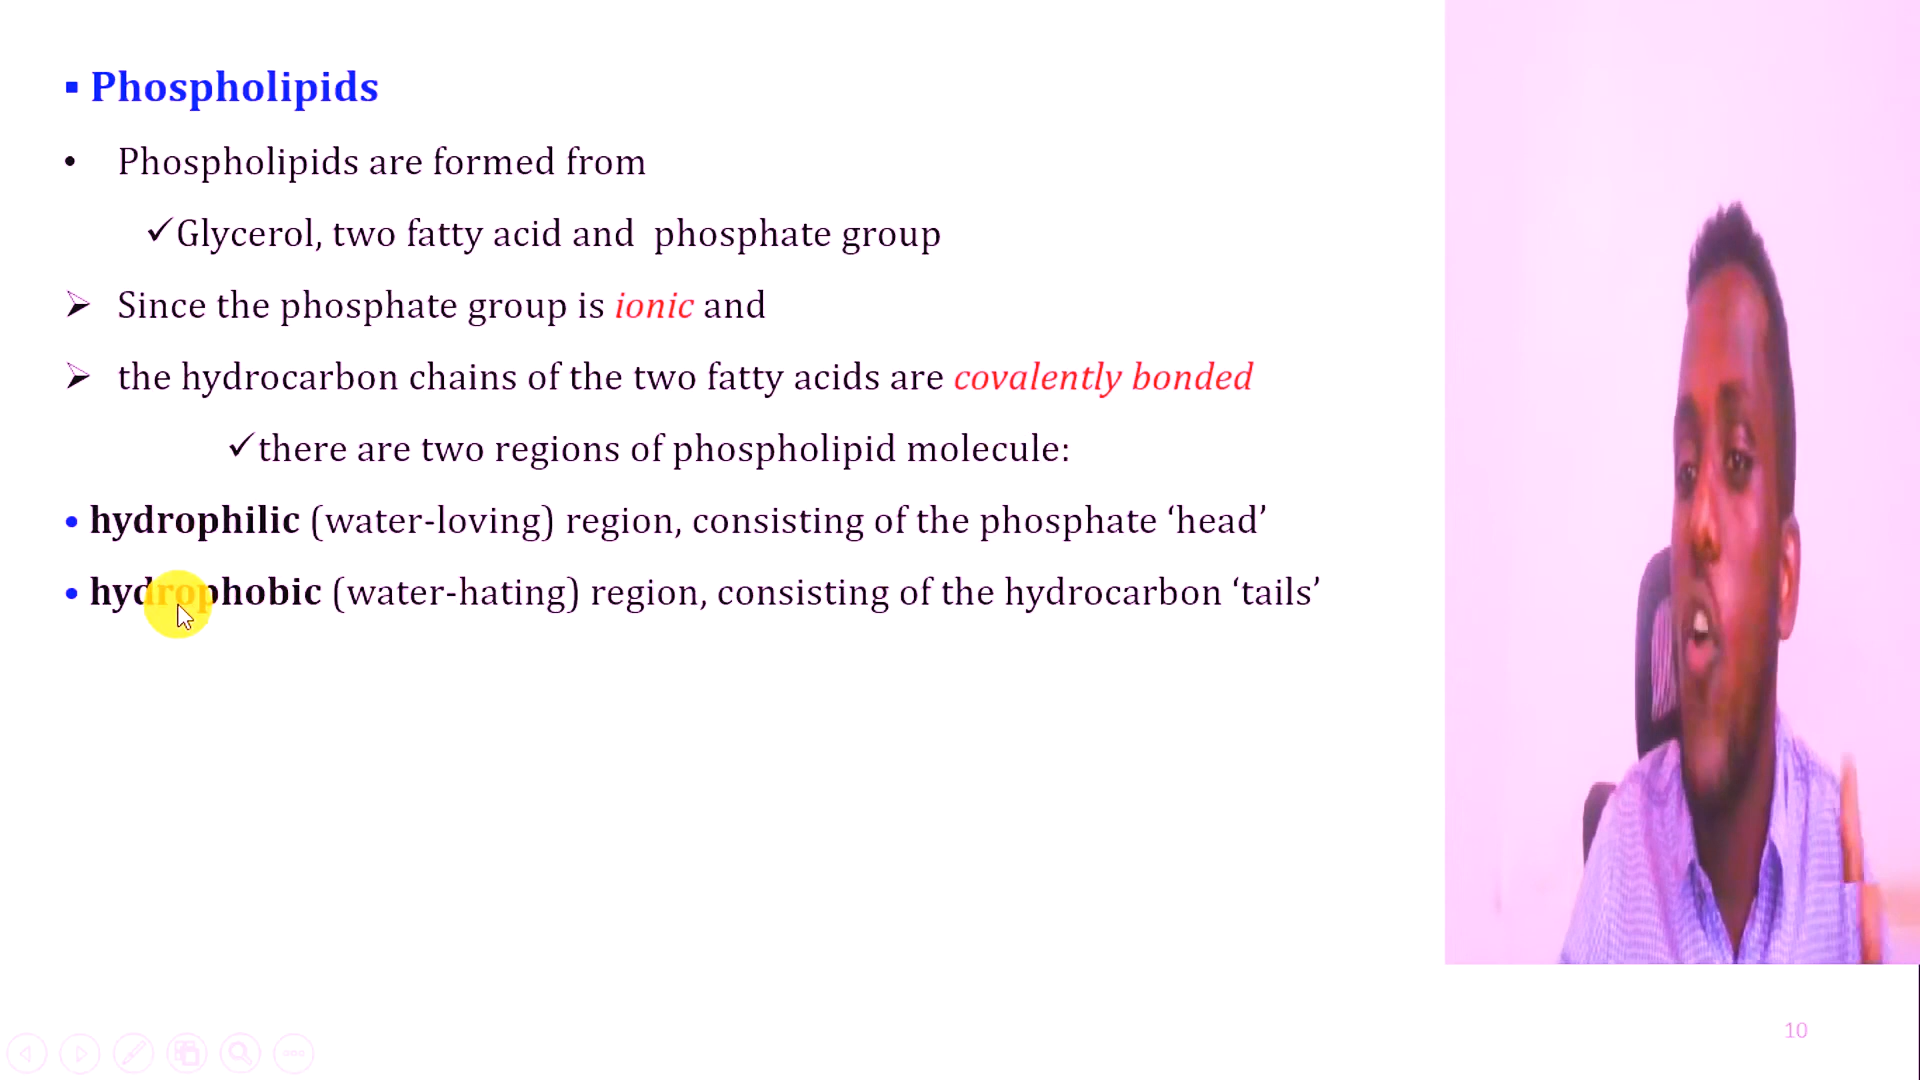 ▪ Phospholipids
• Phospholipids are formed from
✓Glycerol, two fatty acid and phosphate group
➢ Since the phosphate group is ionic and
➢ the hydrocarbon chains of the two fatty acids are covalently bonded
✓there are two regions of phospholipid molecule:
• hydrophilic (water-loving) region, consisting of the phosphate ‘head’
• hydrophobic (water-hating) region, consisting of the hydrocarbon ‘tails’
10